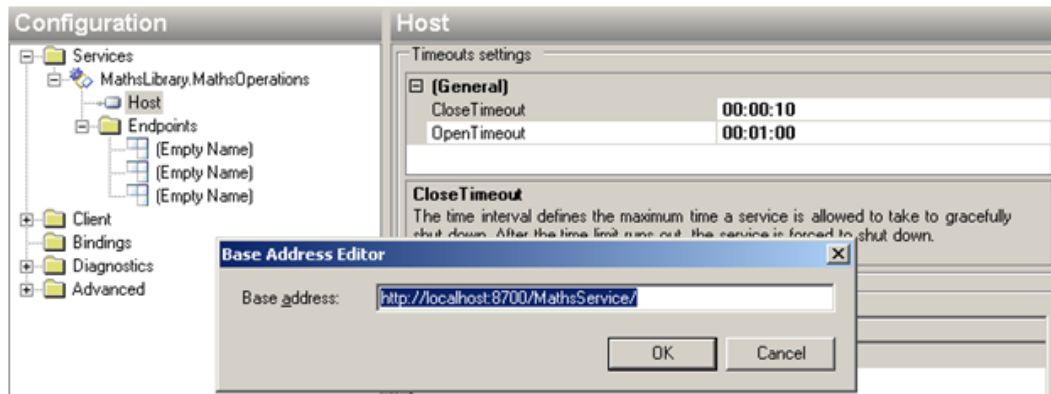 Configuration
Services
MathsLibrary.MathsOperations
Host
Endpoints
(Empty Name)
(Empty Name)
(Empty Name)
Client
Bindings
Diagnostics
Advanced
Host
Timeouts settings
(General)
CloseTimeout 00:00:10
OpenTimeout 00:01:00
CloseTimeout
The time interval defines the maximum time a service is allowed to take to gracefully
shut down. After the time limit runs out, the service is forced to shut down.
Base Address Editor
Base address: http://localhost:8700/MathsService/
OK Cancel